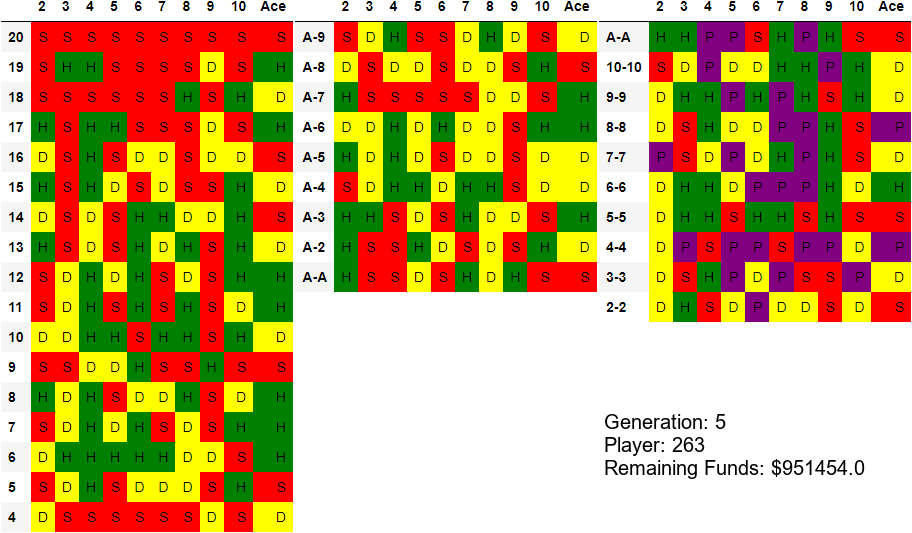 2 3 4 5 6 7 8 9 10 Ace
20 S S S S S S S S S S
19 S H H S S S S D S H
18 S S S S S S H S H D
17 H S H H S S S D S H
16 D S H S D D S D D S
15 H S H D S D S S H D
14 D S D S H H D D H S
13 H S D S H D H S H D
12 S D H D H S D S H H
11 S D H S H S H S D H
10 D D H H S H H S H D
9 S S D D H S S H S S
8 H D H S D D H S D H
7 S D H D H S D S H H
6 D H H H H H D D S H
5 S D H S D D D S H S
4 D S S S S S S D S D
2 3 4 5 6 7 8 9 10 Ace
A-9 S D H S S D H D S D
A-8 D S D D S D D S H S
A-7 H S S S S S D D S H
A-6 D D H D H D D S H H
A-5 H D H D S D D S D D
A-4 S D H H D H H S D D
A-3 H H S D S H D D S H
A-2 H S S H D S D S H D
A-A H S S D S H D H S S
2 3 4 5 6 7 8 9 10 Ace
A-A H H P P S H P H S S
10-10 S D P D D H H P H D
9-9 D H H P H P H S H D
8-8 D S H D D P P H S P
7-7 P S D P D H P H S D
6-6 D H H D P P P H D H
5-5 D H H S H H S H S S
4-4 D P S P P S P P D P
3-3 D S H P D P S S P D
2-2 D H S D P D D S D S
Generation: 5
Player: 263
Remaining Funds: $951454.0